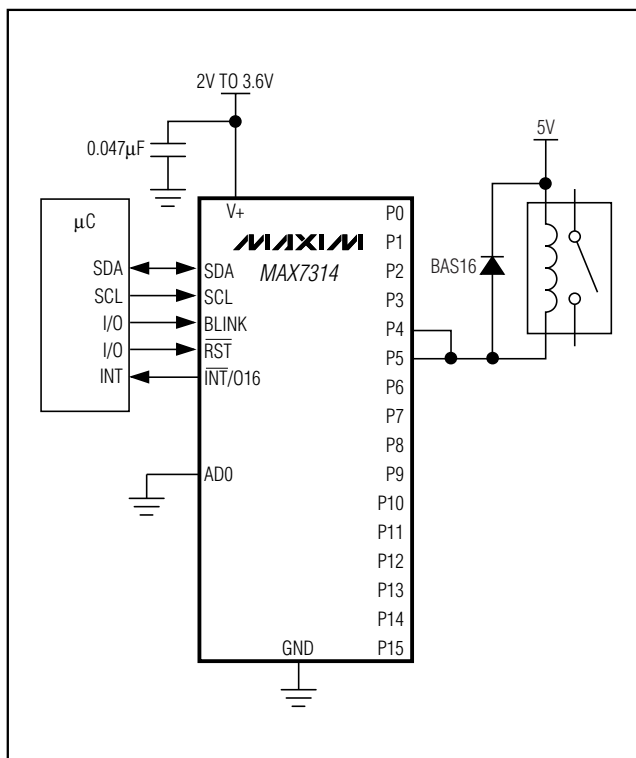 2V TO 3.6V
0.047μF
5V
μC
V+
P0
MAXIM
P1
SDA
SDA
MAX7314
P2
BAS16
SCL
SCL
P3
I/O
BLINK
P4
I/O
RST
P5
INT
INT/O16
P6
P7
P8
AD0
P9
P10
P11
P12
P13
P14
GND
P15